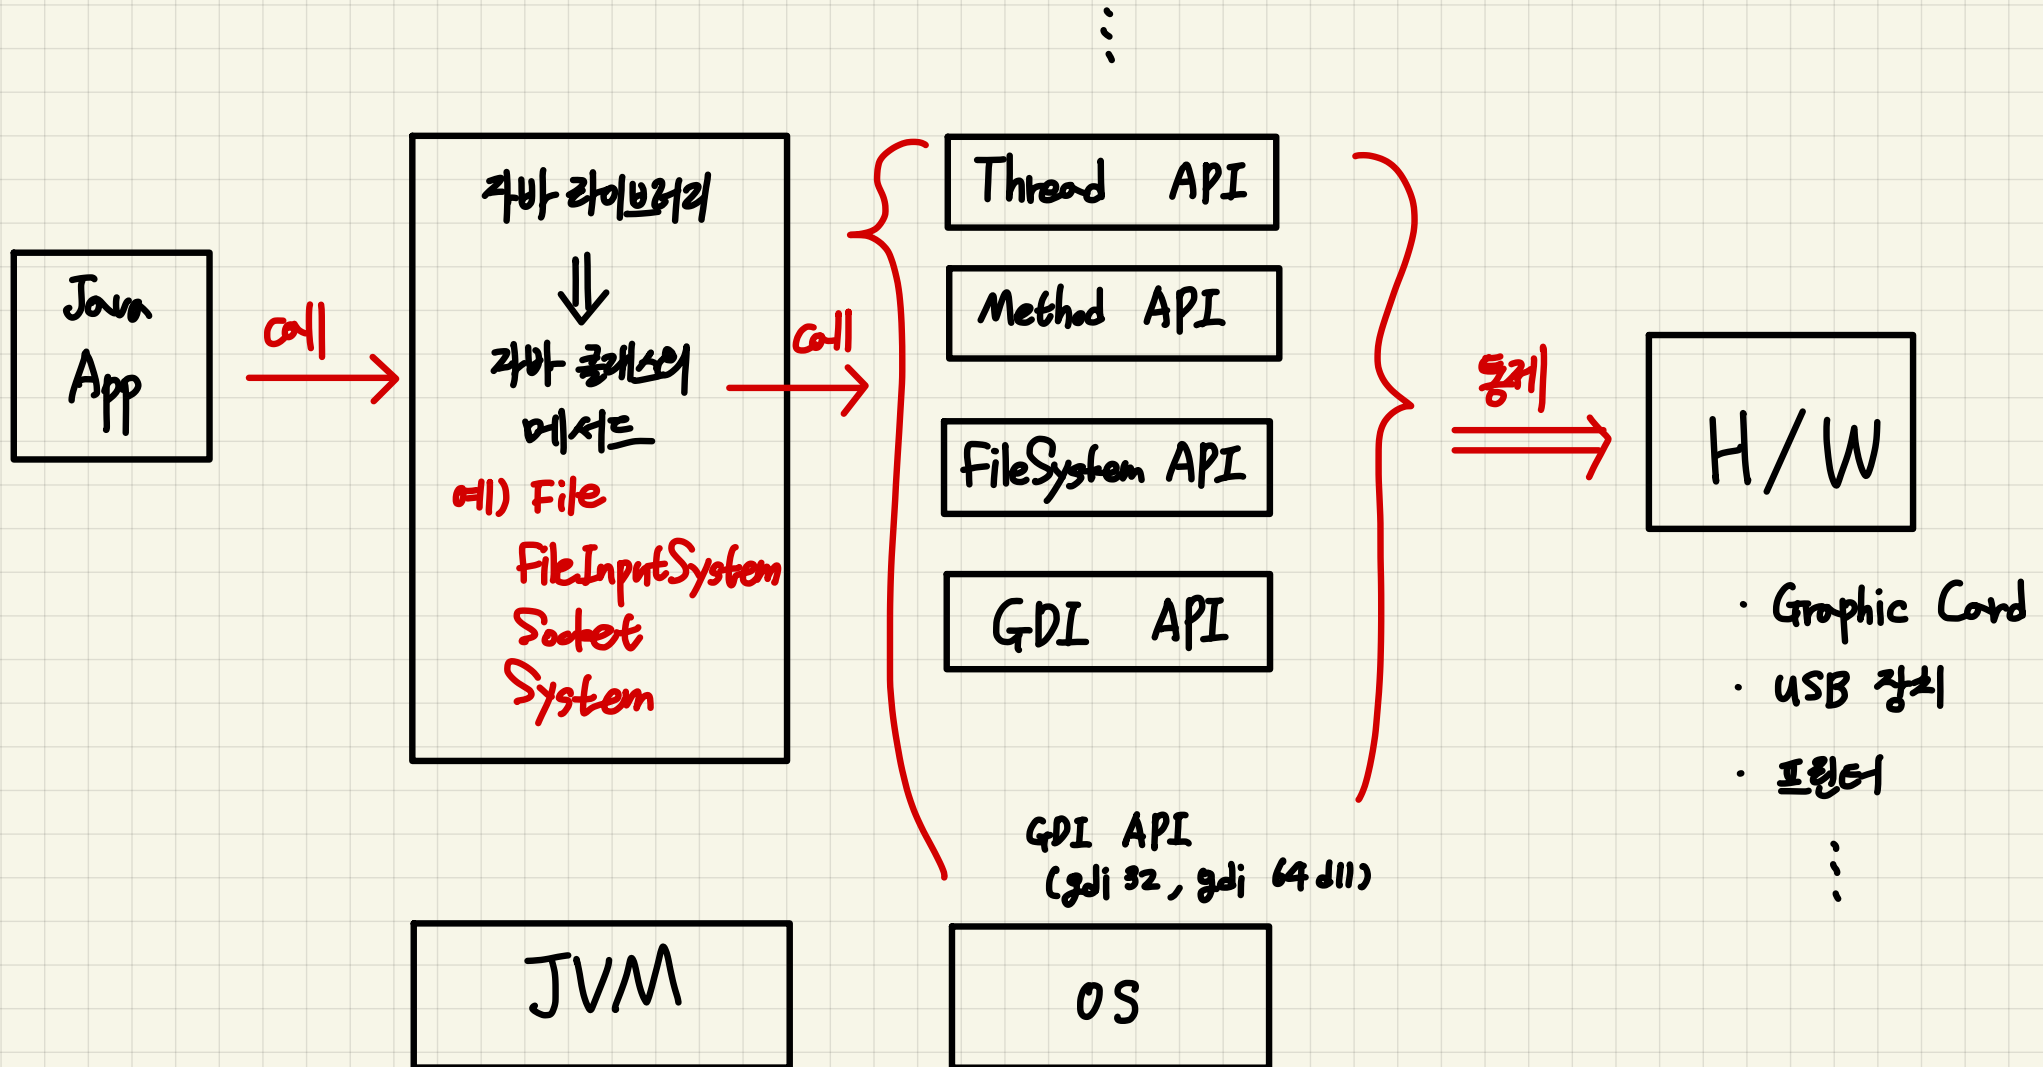 Java
App
call
자바 라이브러리
자바 클래스의
메서드
예) File
FileInputSystem
Socket
System
call
Thread API
Method API
FileSystem API
GDI API
GDI API
(gdi 32, gdi 64 dll)
통제
H/W
· Graphic Card
· USB 장치
· 프린터
JVM
OS